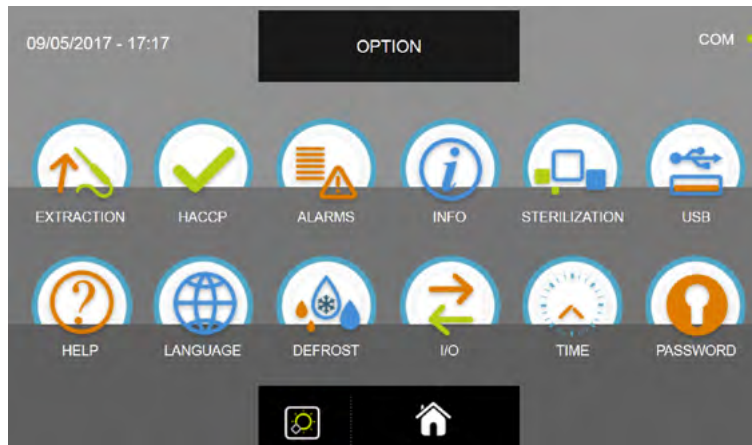 09/05/2017 - 17:17
OPTION
COM
EXTRACTION
HACCP
ALARMS
INFO
STERILIZATION
USB
HELP
LANGUAGE
DEFROST
I/O
TIME
PASSWORD